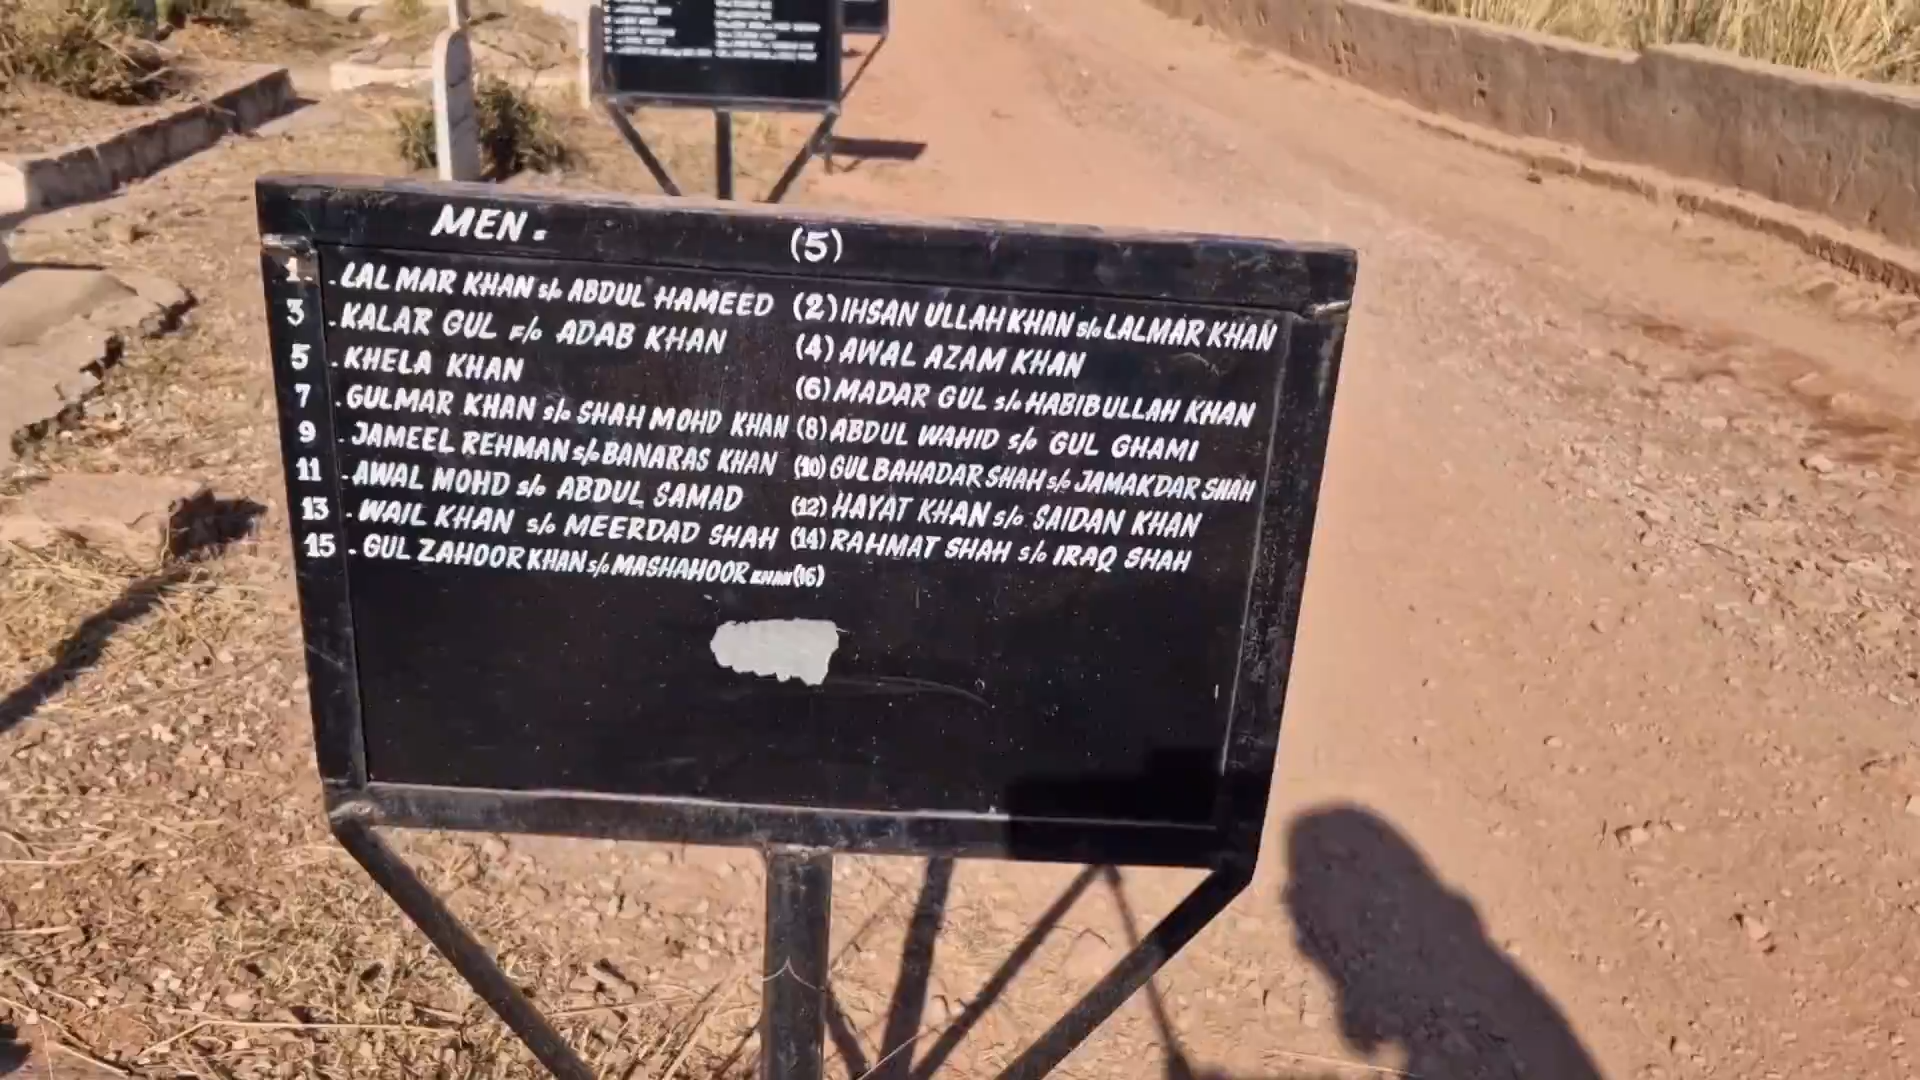 MEN. (5)
1. .LAL MAR KHAN s/o ABDUL HAMEED (2) IHSAN ULLAH KHAN s/o LALMAR KHAN
3 .KALAR GUL F/o ADAB KHAN (4) AWAL AZAM KHAN
5 .KHELA KHAN (6) MADAR GUL s/o HABIBULLAH KHAN
7 .GULMAR KHAN s/o SHAH MOHD KHAN (8) ABDUL WAHID s/o GUL GHAMI
9 .JAMEEL REHMAN s/o BANARAS KHAN (10) GUL BAHADAR SHAH s/o JAMAKDAR SHAH
11 .AWAL MOHD s/o ABDUL SAMAD (12) HAYAT KHAN s/o SAIDAN KHAN
13 .WAIL KHAN s/o MEERDAD SHAH (14) RAHMAT SHAH s/o IRAQ SHAH
15 . GUL ZAHOOR KHAN s/o MASHAHOOR KHAN (16)